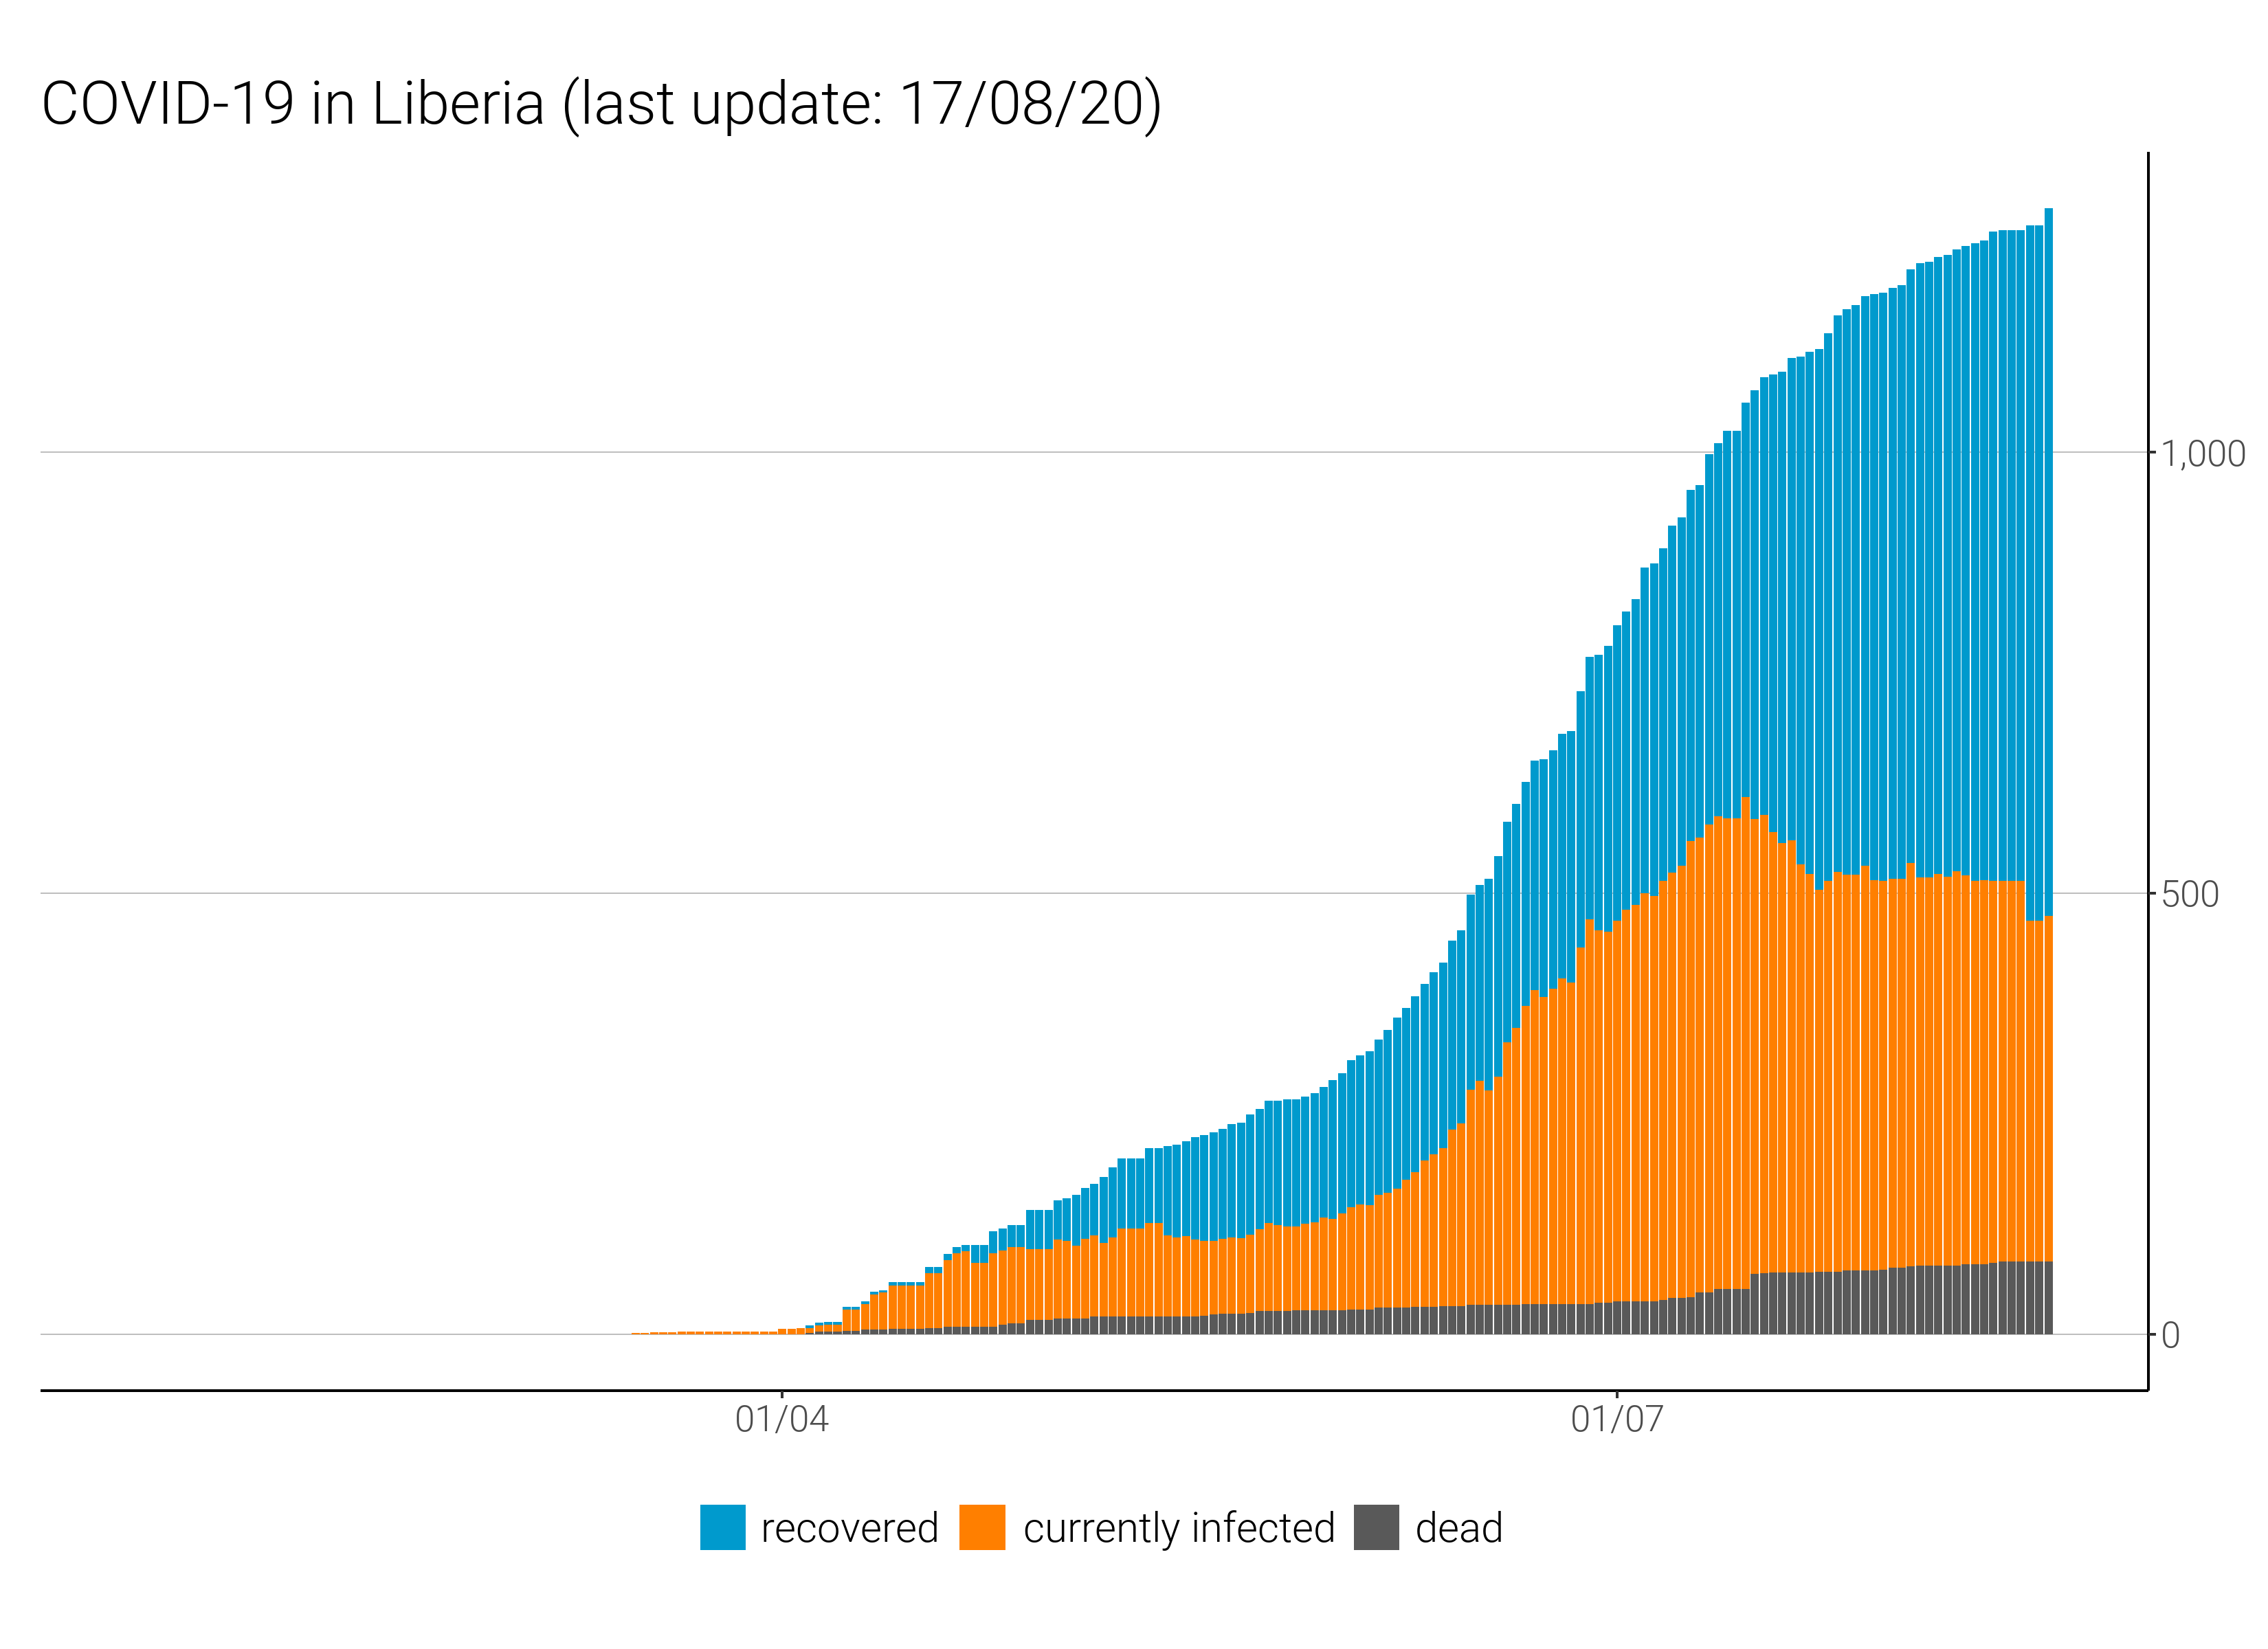 COVID-19 in Liberia (last update: 17/08/20)
1,000
500
0
01/04 01/07
recovered currently infected dead